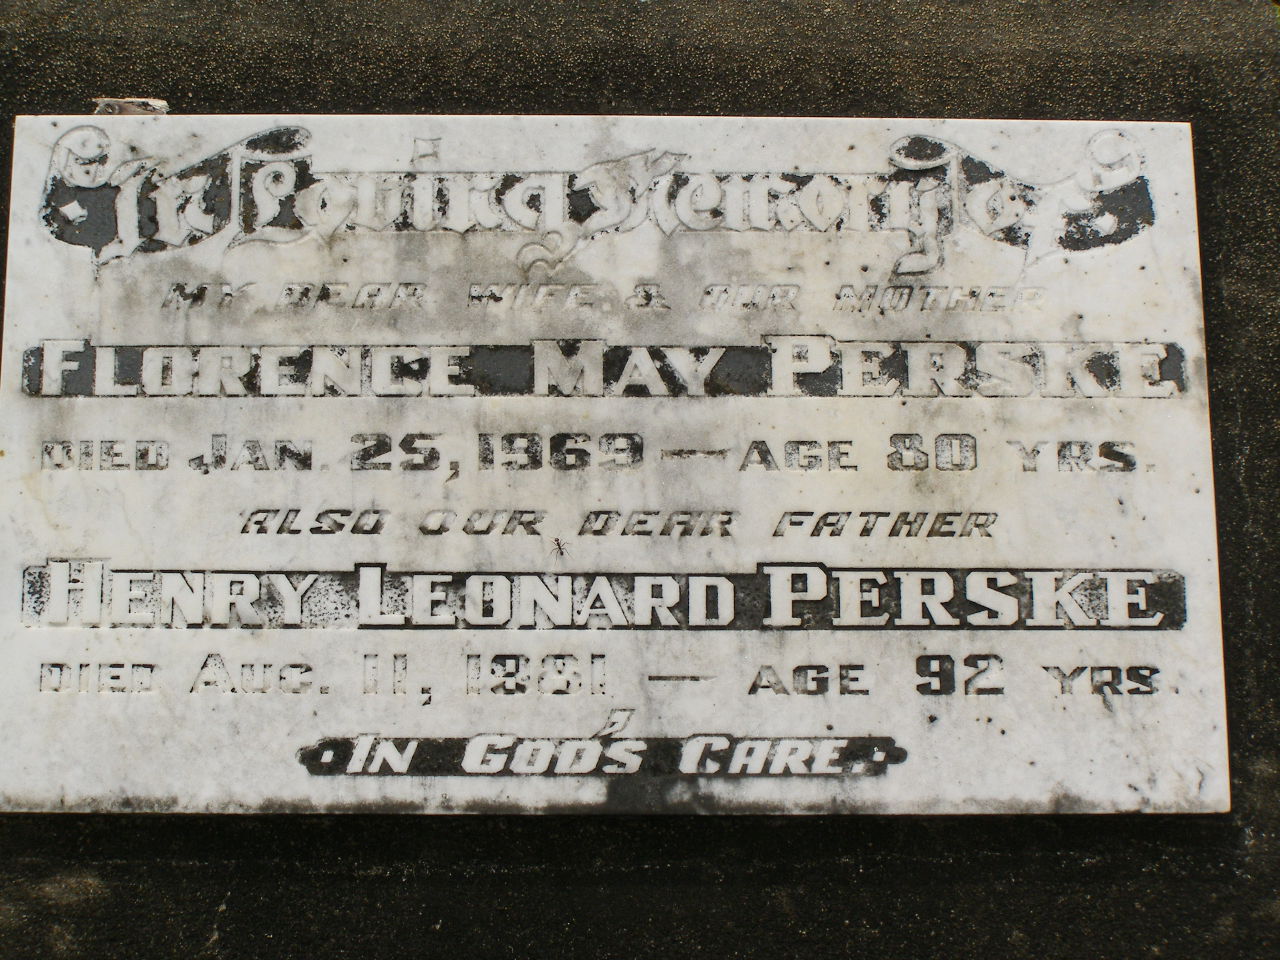 In Loving Memory of
MY DEAR WIFE & OUR MOTHER
FLORENCE MAY PERSKE
DIED JAN. 25, 1969 — AGE 80 YRS.
ALSO OUR DEAR FATHER
HENRY LEONARD PERSKE
DIED AUG. 11, 1981 — AGE 92 YRS.
· IN GOD'S CARE. ·